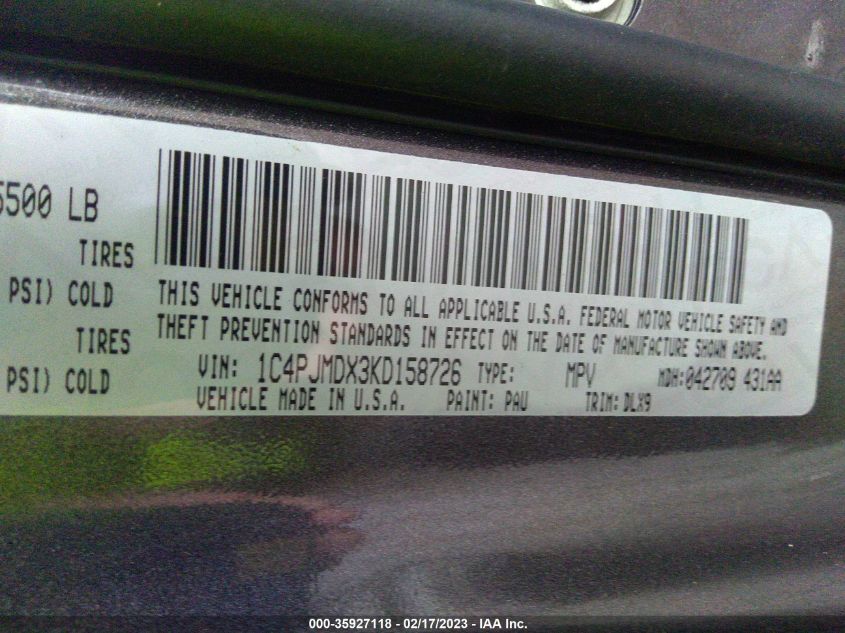 5500 LB
TIRES
PSI) COLD
TIRES
PSI) COLD
THIS VEHICLE CONFORMS TO ALL APPLICABLE U.S.A. FEDERAL MOTOR VEHICLE SAFETY AND
THEFT PREVENTION STANDARDS IN EFFECT ON THE DATE OF MANUFACTURE SHOWN ABOVE.
VIN: 1C4PJMDX3KD158726 TYPE: MPV MDH:042709 431AA
VEHICLE MADE IN U.S.A. PAINT: PAU TRIM: DLX9
000-35927118 - 02/17/2023 - IAA Inc.